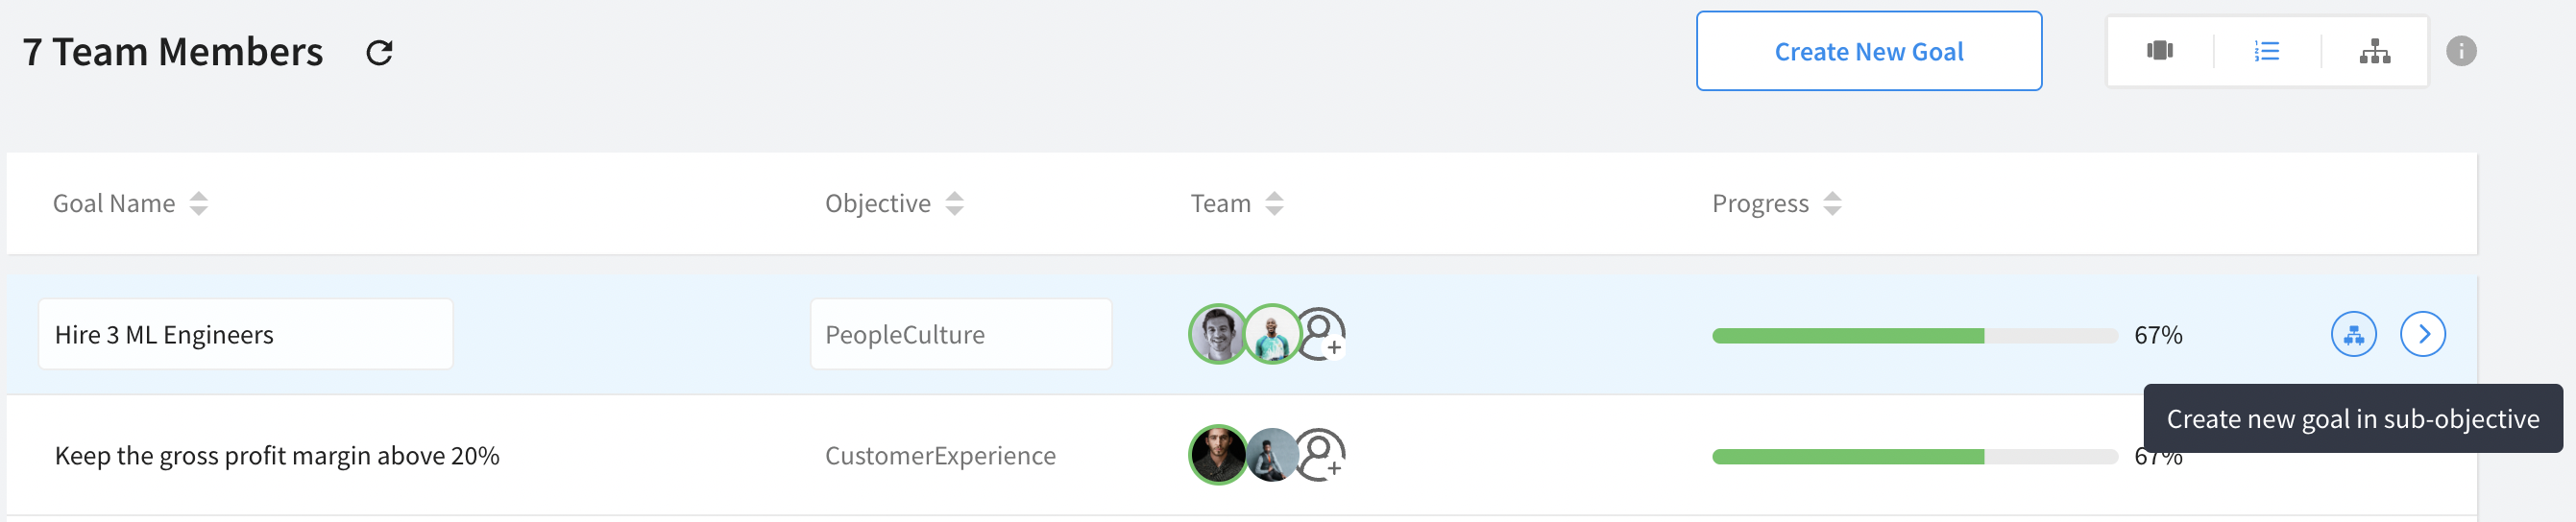 7 Team Members
Create New Goal
Goal Name
Objective
Team
Progress
Hire 3 ML Engineers
PeopleCulture
67%
Create new goal in sub-objective
Keep the gross profit margin above 20%
CustomerExperience
67%